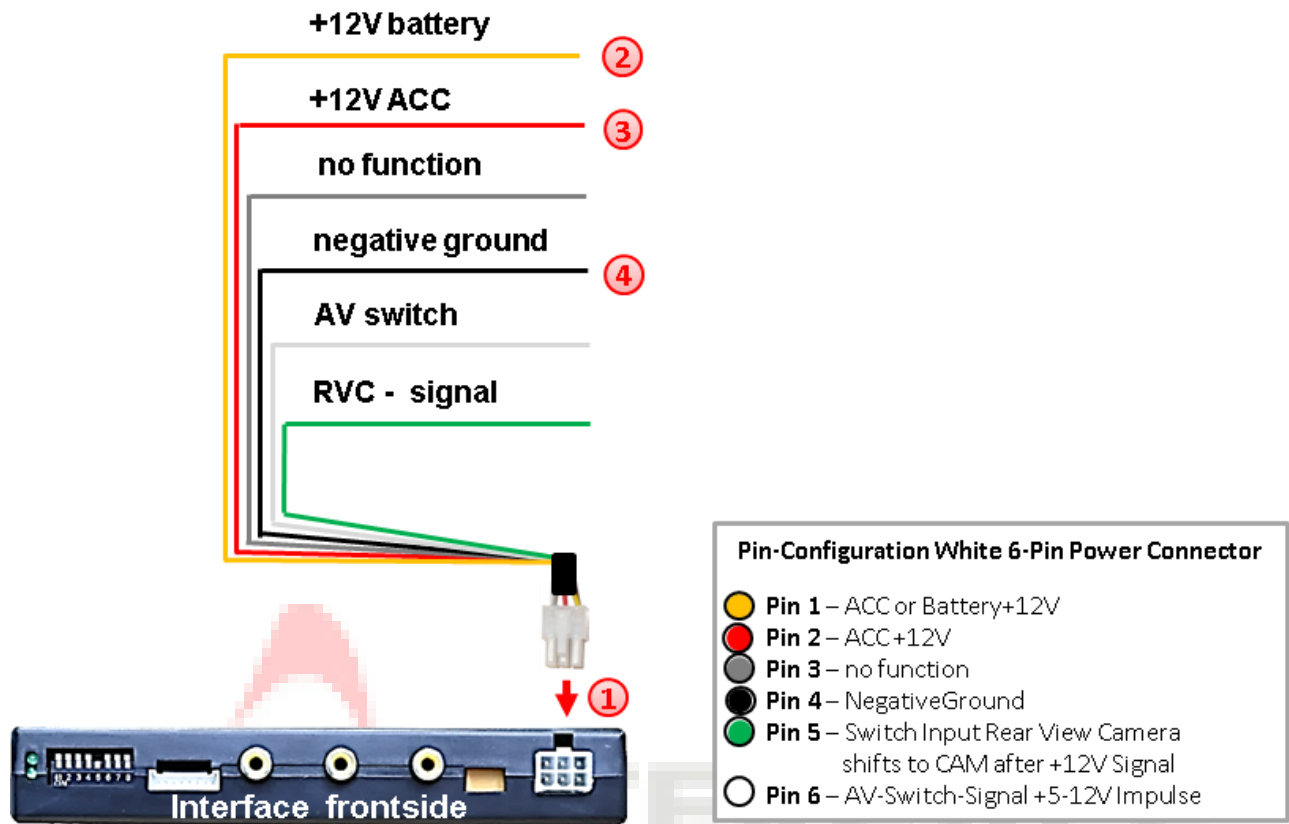 +12V battery
2
+12V ACC
3
no function
negative ground
4
AV switch
RVC - signal
1
Interface frontside
Pin-Configuration White 6-Pin Power Connector
Pin 1 – ACC or Battery+12V
Pin 2 – ACC +12V
Pin 3 – no function
Pin 4 – NegativeGround
Pin 5 – Switch Input Rear View Camera
shifts to CAM after +12V Signal
Pin 6 – AV-Switch-Signal +5-12V Impulse